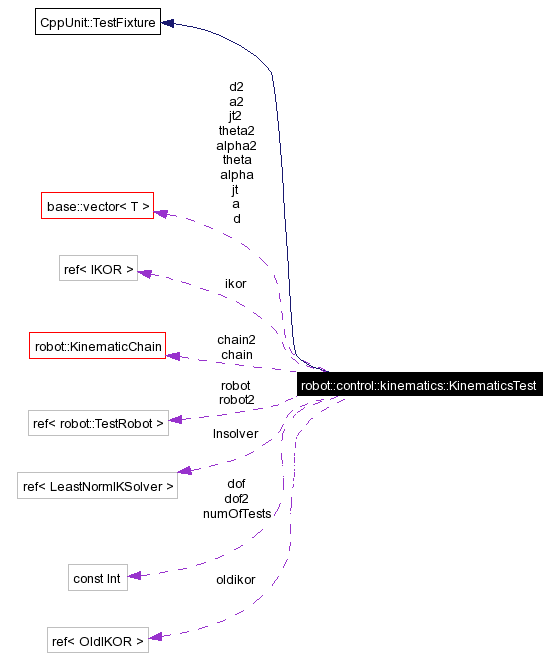 CppUnit::TestFixture
d2
a2
jt2
theta2
alpha2
theta
alpha
jt
a
d
base::vector< T >
ref< IKOR >
ikor
robot::KinematicChain
chain2
chain
robot::control::kinematics::KinematicsTest
robot
robot2
ref< robot::TestRobot >
lnsolver
ref< LeastNormIKSolver >
dof
dof2
numOfTests
const Int
oldikor
ref< OldIKOR >